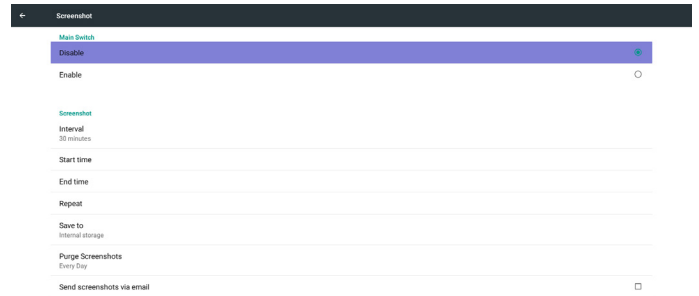 Screenshot
Main Switch
Disable
Enable
Screenshot
Interval
30 minutes
Start time
End time
Repeat
Save to
Internal storage
Purge Screenshots
Every Day
Send screenshots via email